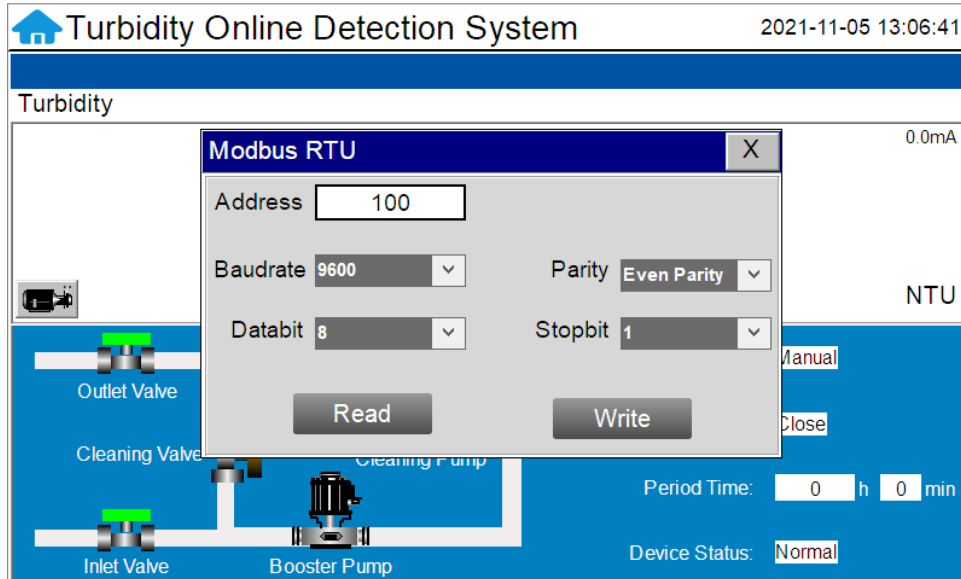 Turbidity Online Detection System 2021-11-05 13:06:41
Turbidity
0.0mA
Modbus RTU X
Address 100
Baudrate 9600 Parity Even Parity
NTU
Databit 8 Stopbit 1
Manual
Outlet Valve
Read Write
Close
Cleaning Valve Cleaning Pump
Period Time: 0 h 0 min
Device Status: Normal
Inlet Valve Booster Pump